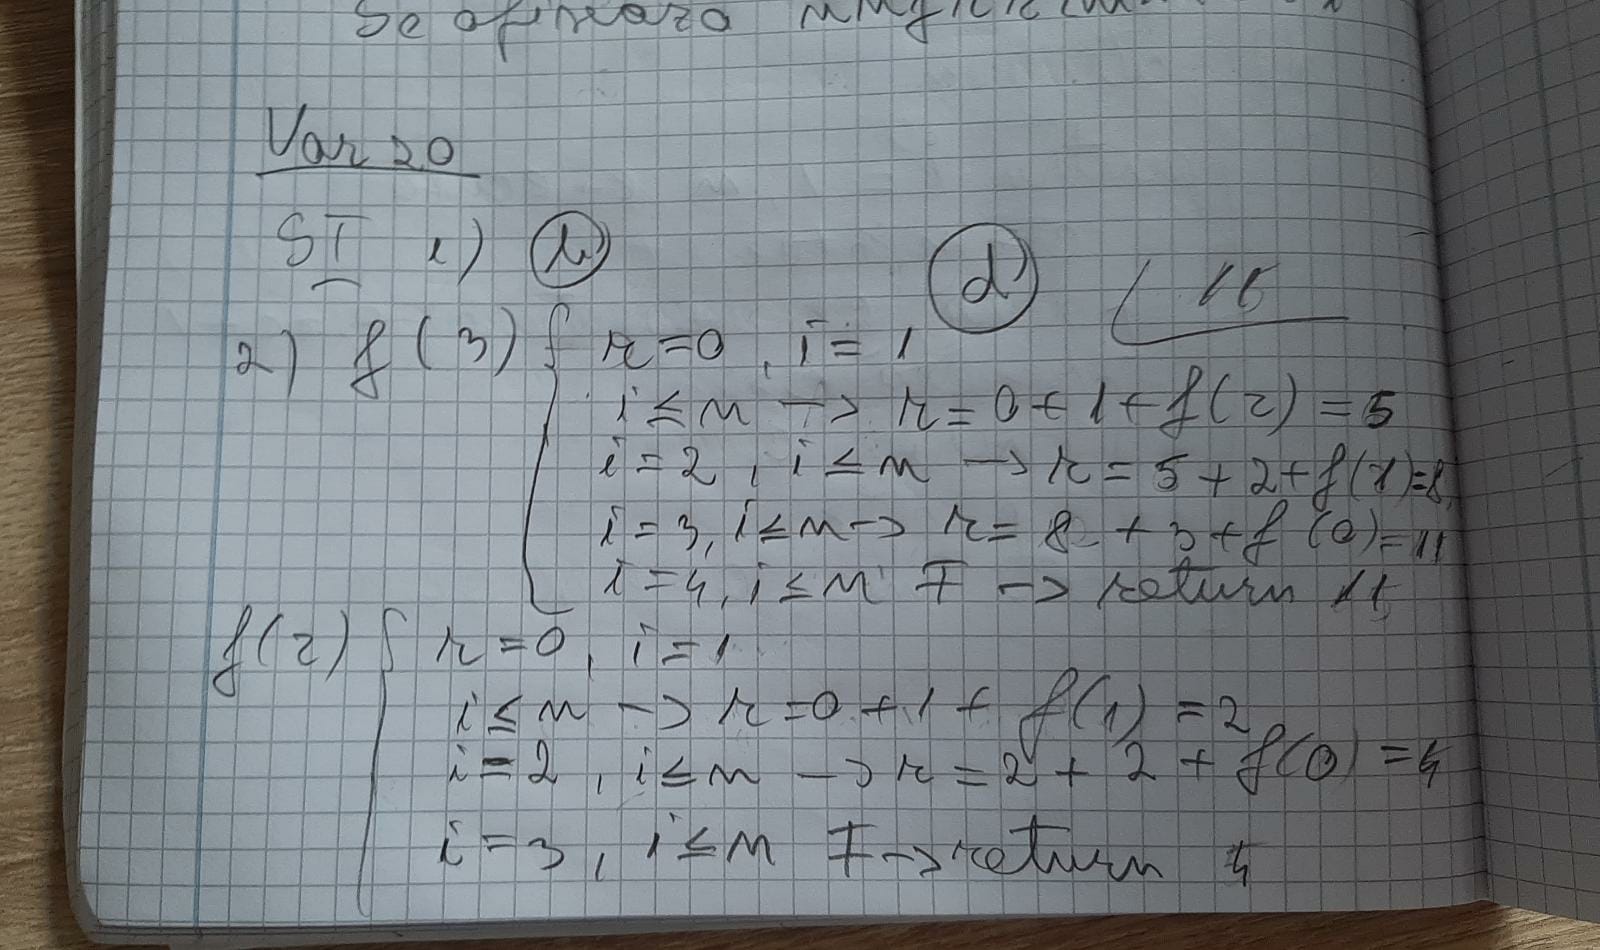 Se afisează
Var 20
SI 1) b
d 11
2) f(3) { r=0, i=1
i≤n -> r=0+1+f(2)=5
i=2, i≤n -> r=5+2+f(1)=8
i=3, i≤n -> r=8+3+f(0)=11
i=4, i≤n F -> return 11
f(2) { r=0, i=1
i≤n -> r=0+1+f(1)=2
i=2, i≤n -> r=2+2+f(0)=4
i=3, i≤n F -> return 4